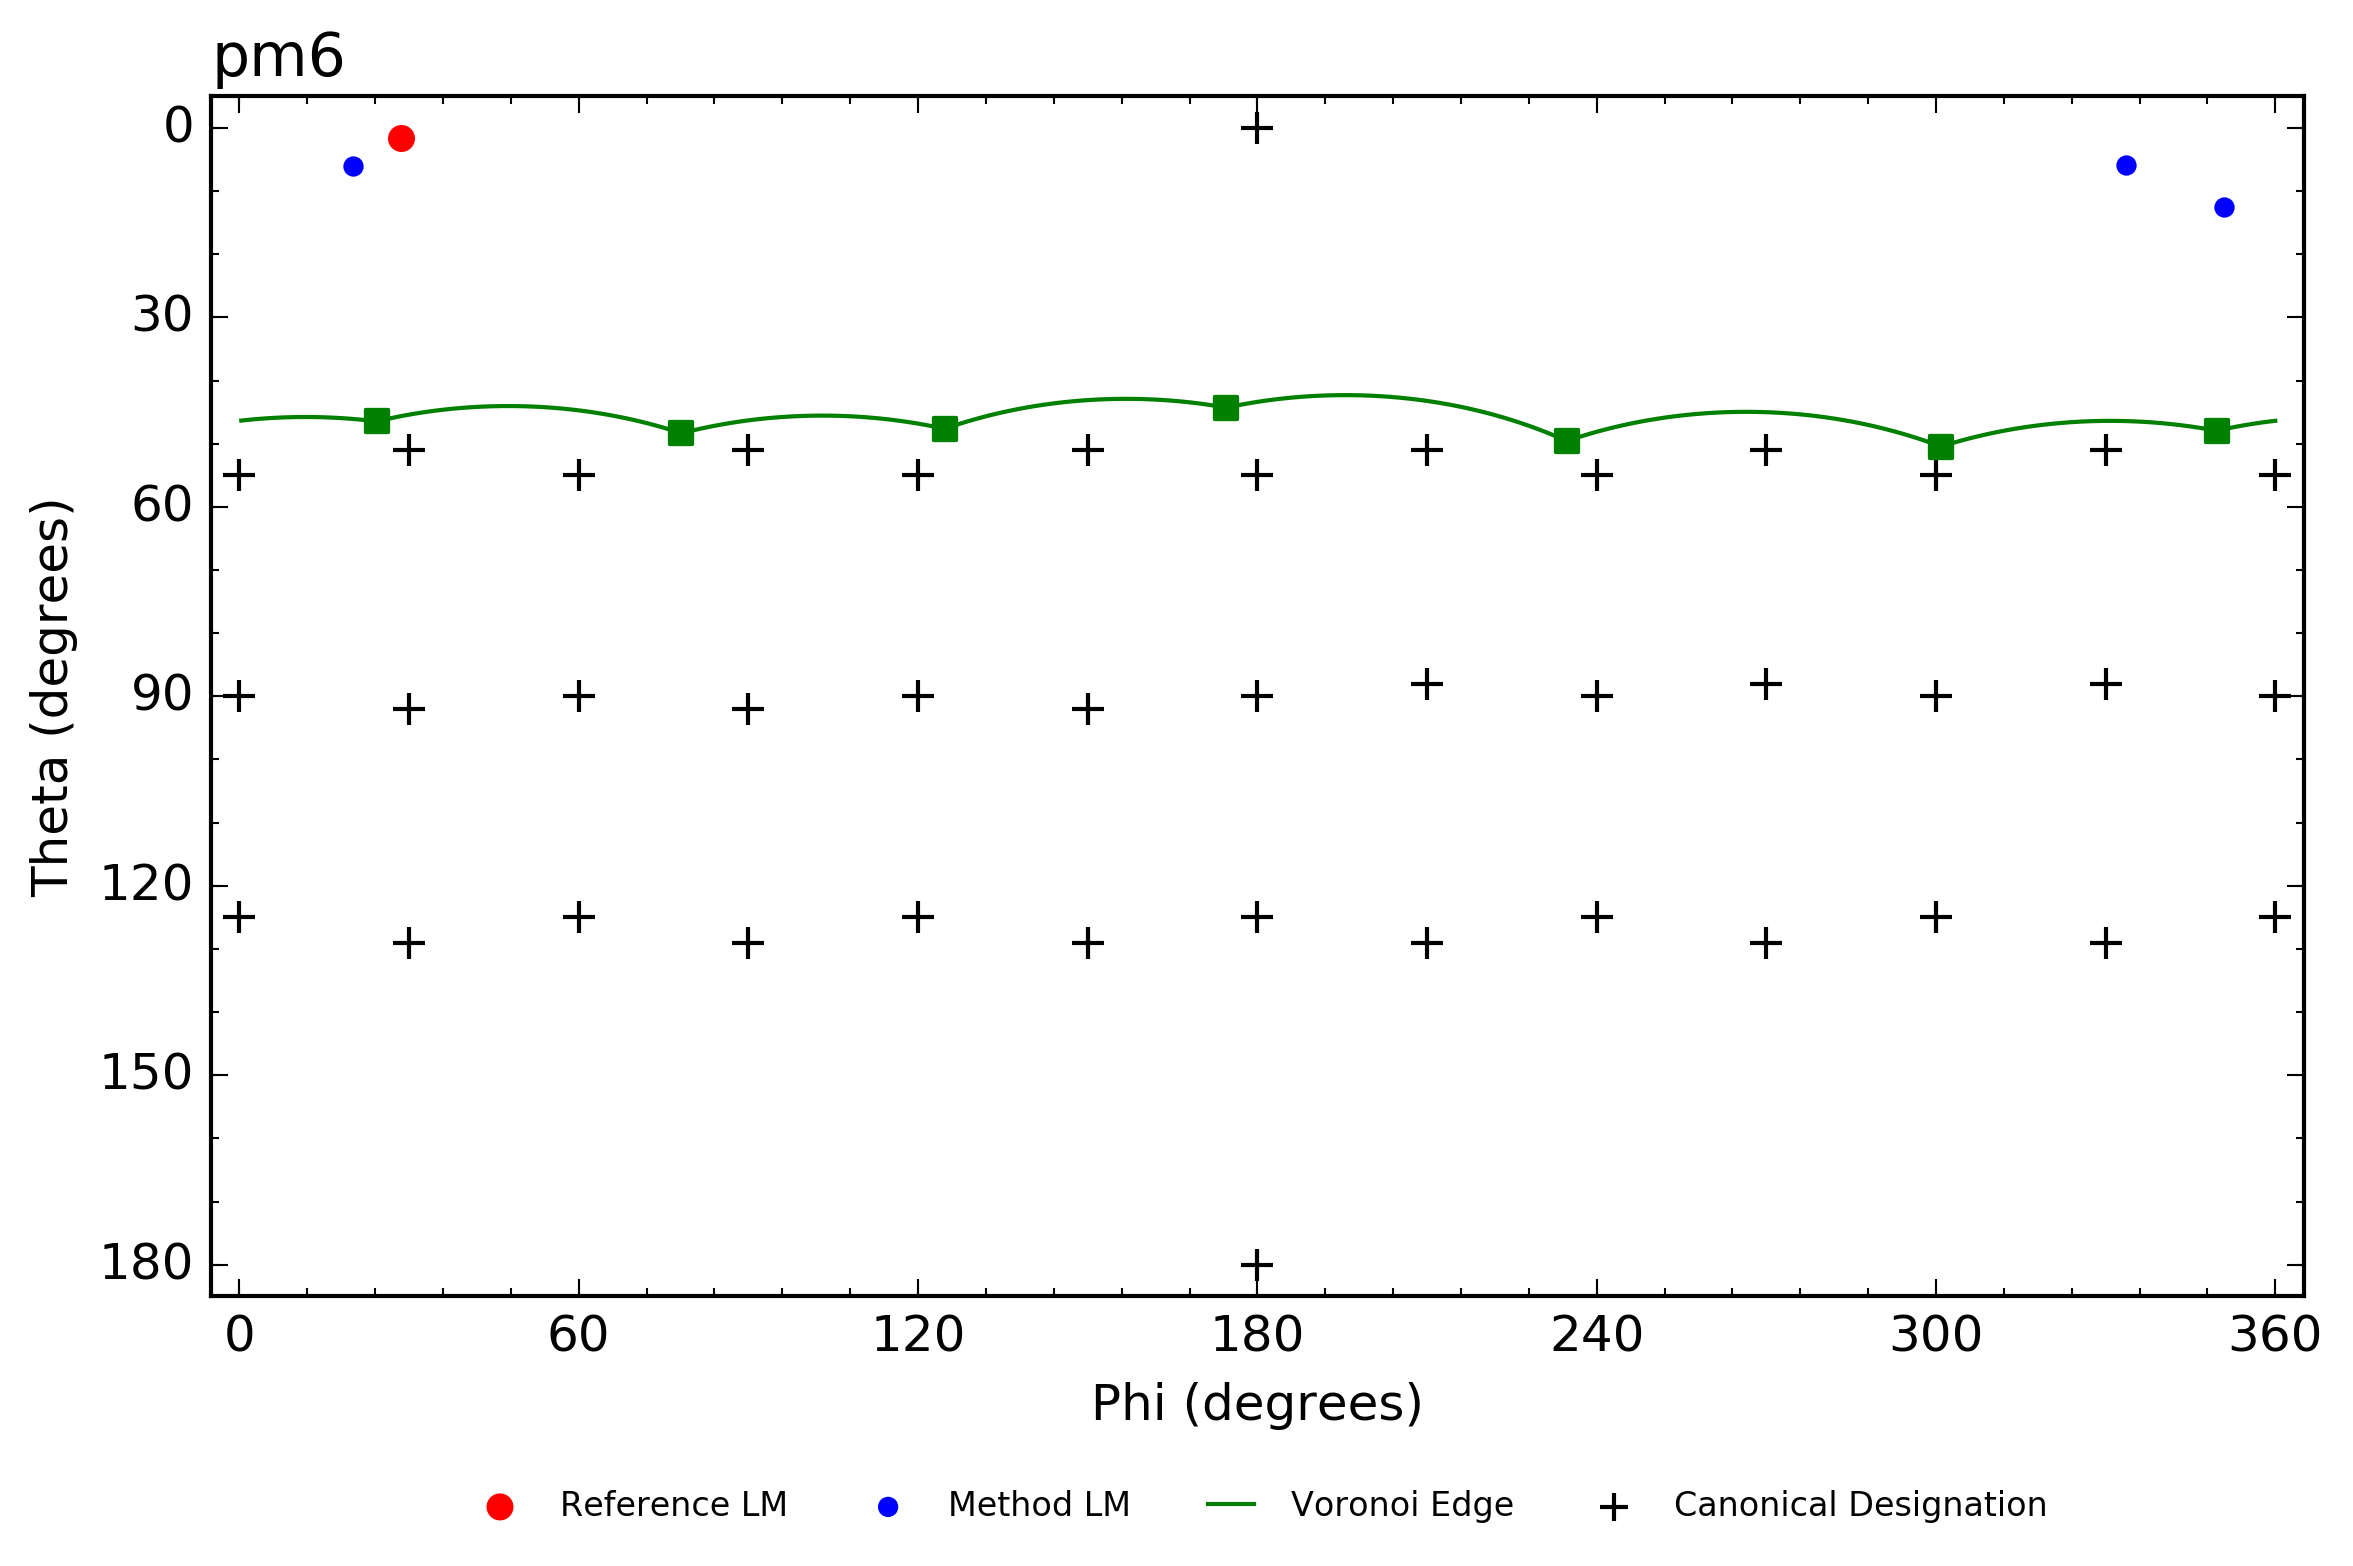 pm6
0
30
60
90
120
150
180
Theta (degrees)
0 60 120 180 240 300 360
Phi (degrees)
Reference LM Method LM Voronoi Edge Canonical Designation